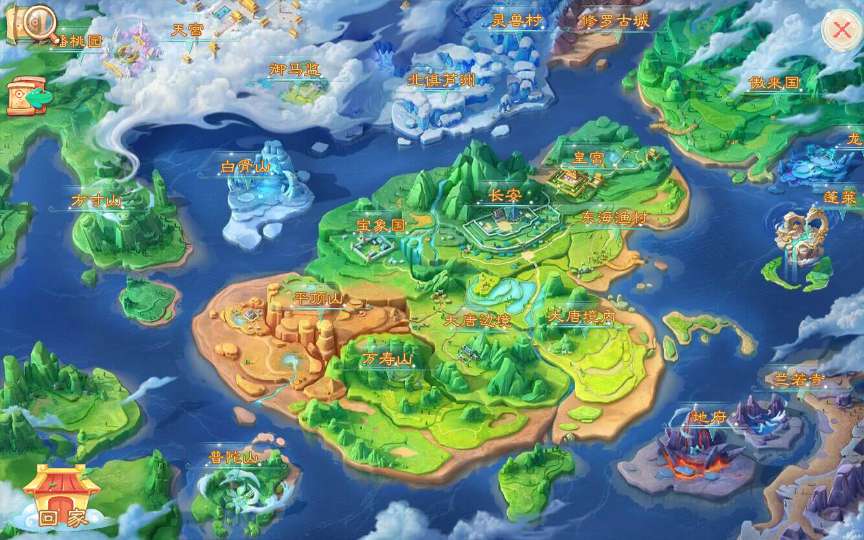 蟠桃园
天宫
灵兽村
修罗古城
御马监
北俱芦洲
傲来国
龙
皇宫
白骨山
长安
方寸山
蓬莱
宝象国
东海渔村
平顶山
大唐边境
大唐境内
万寿山
兰若寺
地府
普陀山
回家